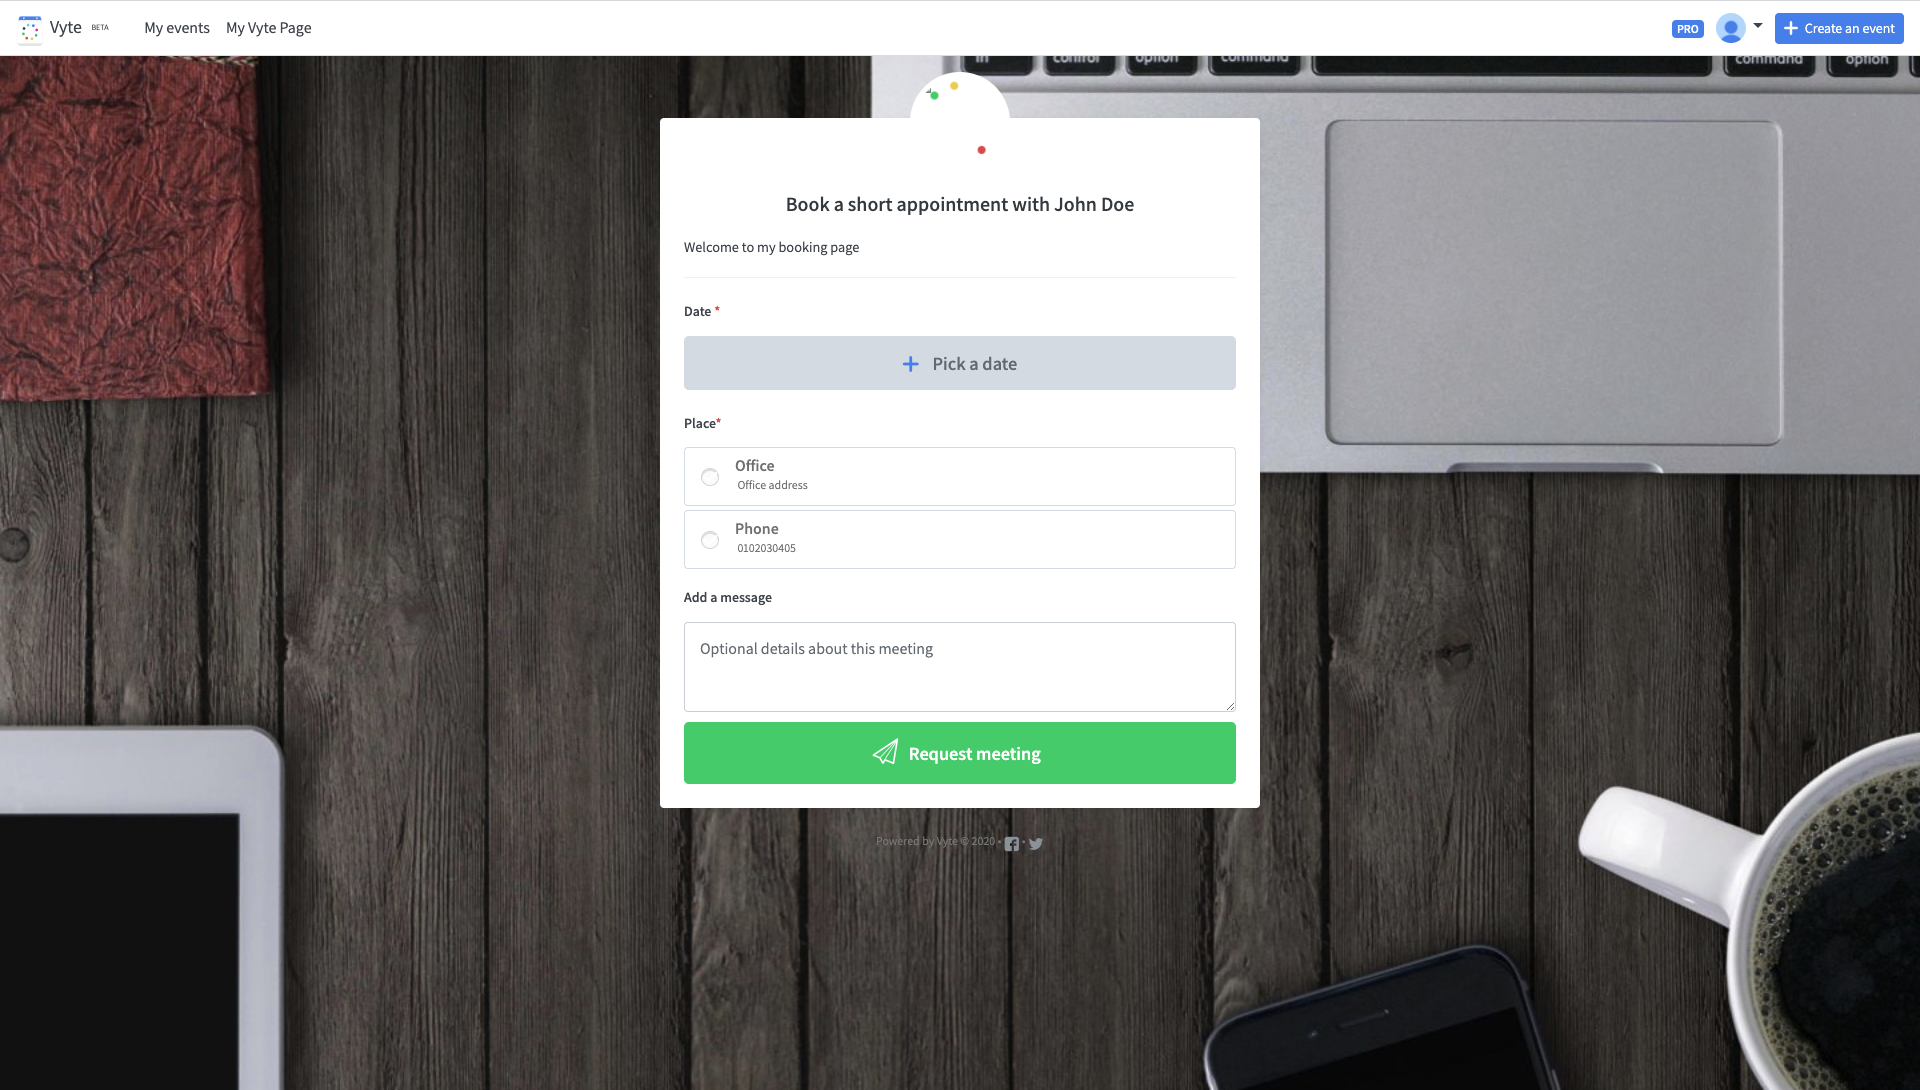 Vyte BETA My events My Vyte Page PRO Create an event
in control option command command option
Book a short appointment with John Doe
Welcome to my booking page
Date *
Pick a date
Place*
Office
Office address
Phone
0102030405
Add a message
Optional details about this meeting
Request meeting
Powered by Vyte © 2020 • •